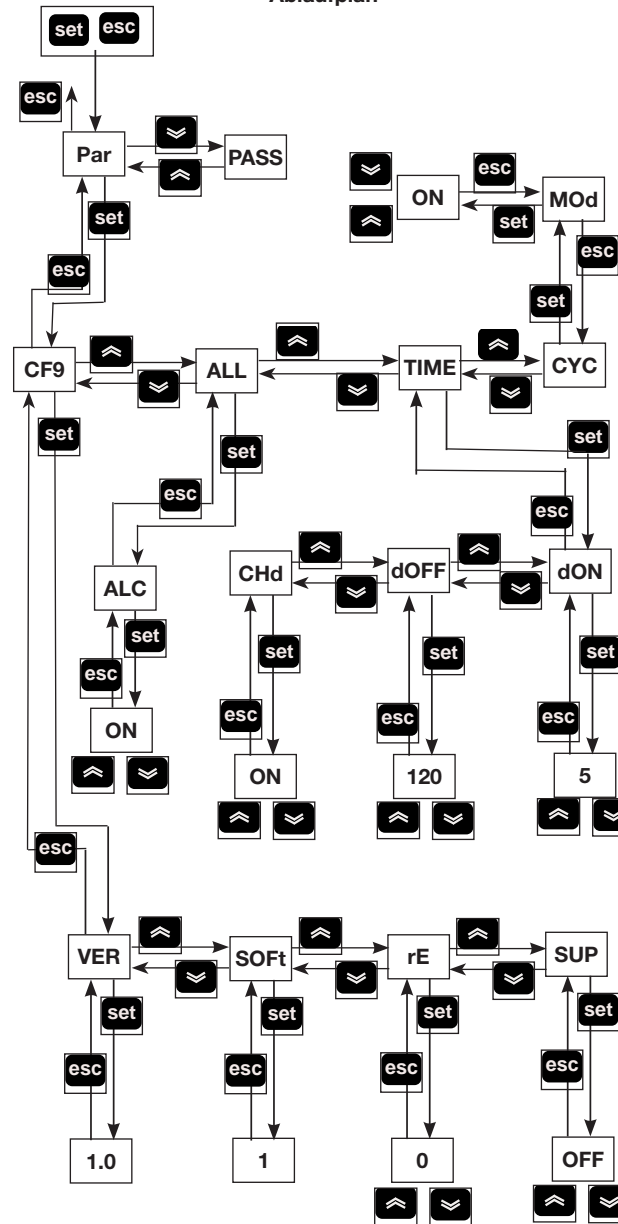 Ablaufplan
set esc
esc
Par
PASS
set
esc
ON
esc
MOd
set
esc
set
CF9
ALL
TIME
CYC
set
set
set
esc
esc
ALC
CHd
dOFF
dON
set
set
set
set
esc
esc
esc
esc
ON
ON
120
5
esc
VER
SOFt
rE
SUP
set
set
set
set
esc
esc
esc
esc
1.0
1
0
OFF